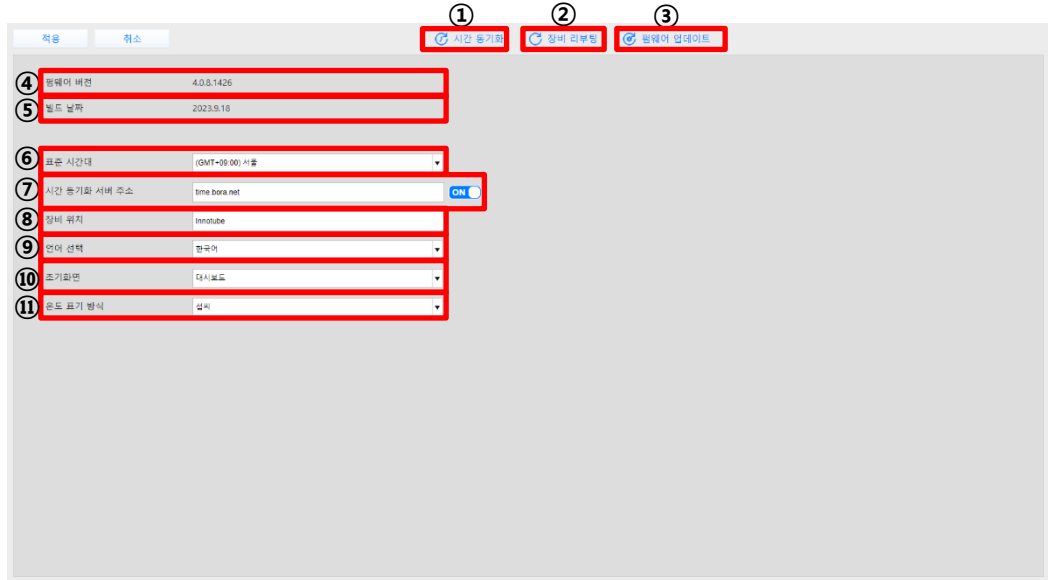 ① ② ③
적용 취소 시간 동기화 장비 리부팅 펌웨어 업데이트
④ 펌웨어 버전 4.0.8.1426
⑤ 빌드 날짜 2023.9.18
⑥ 표준 시간대 (GMT+09:00) 서울
⑦ 시간 동기화 서버 주소 time.bora.net ON
⑧ 장비 위치 Innotube
⑨ 언어 선택 한국어
⑩ 초기화면 대시보드
⑪ 온도 표기 방식 섭씨